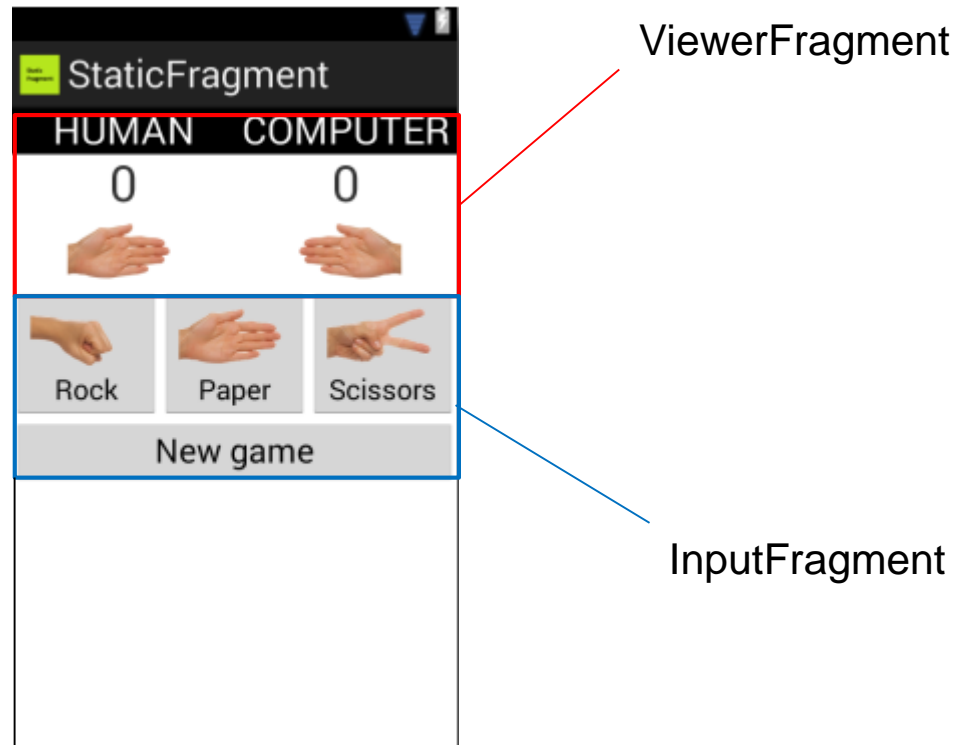 ViewerFragment
StaticFragment
HUMAN COMPUTER
0 0
Rock Paper Scissors
New game
InputFragment